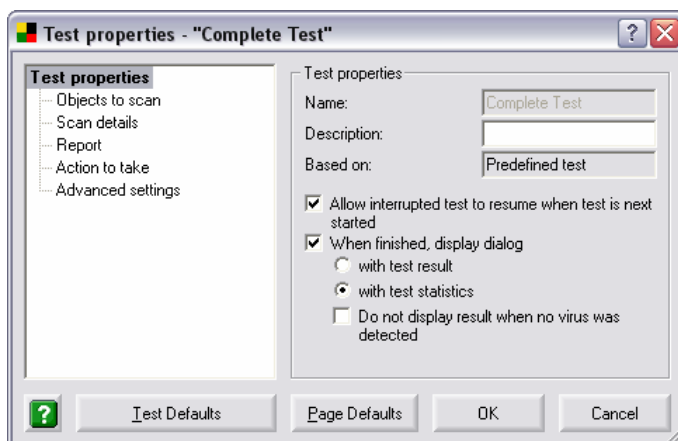 Test properties - "Complete Test"
?
Test properties
Objects to scan
Scan details
Report
Action to take
Advanced settings
Test properties
Name:
Complete Test
Description:
Based on:
Predefined test
Allow interrupted test to resume when test is next
started
When finished, display dialog
with test result
with test statistics
Do not display result when no virus was
detected
?
Test Defaults
Page Defaults
OK
Cancel